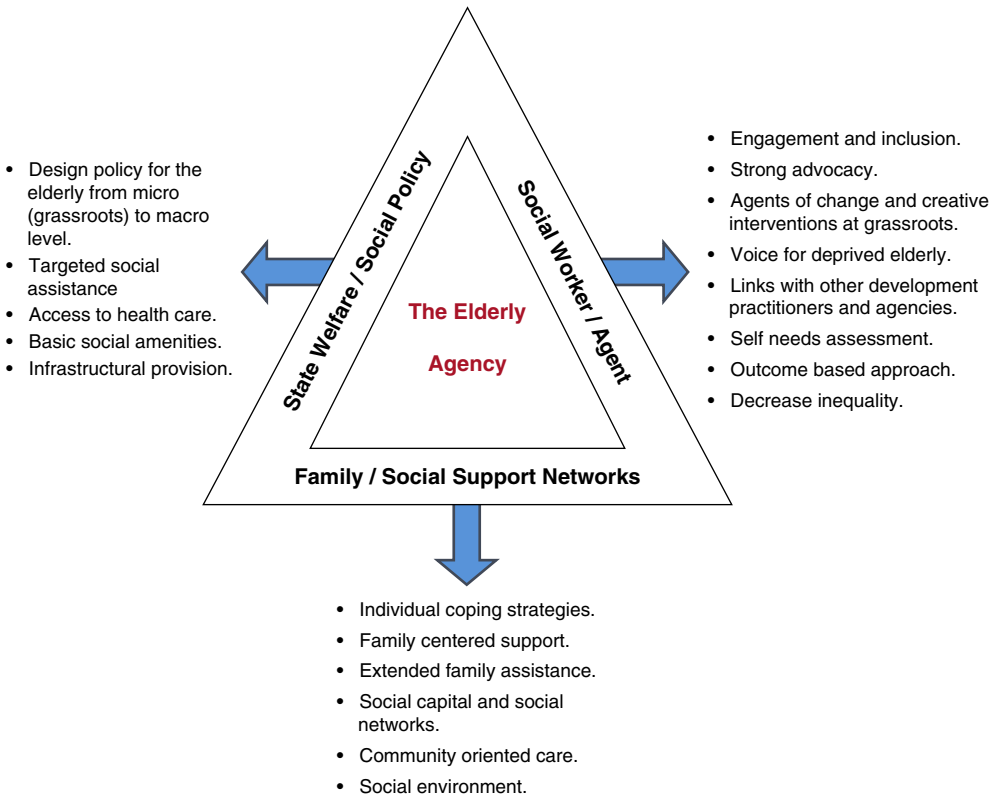 • Design policy for the
elderly from micro
(grassroots) to macro
level.
• Targeted social
assistance
• Access to health care.
• Basic social amenities.
• Infrastructural provision.
State Welfare / Social Policy
The Elderly
Agency
Social Worker / Agent
Family / Social Support Networks
• Engagement and inclusion.
• Strong advocacy.
• Agents of change and creative
interventions at grassroots.
• Voice for deprived elderly.
• Links with other development
practitioners and agencies.
• Self needs assessment.
• Outcome based approach.
• Decrease inequality.
• Individual coping strategies.
• Family centered support.
• Extended family assistance.
• Social capital and social
networks.
• Community oriented care.
• Social environment.